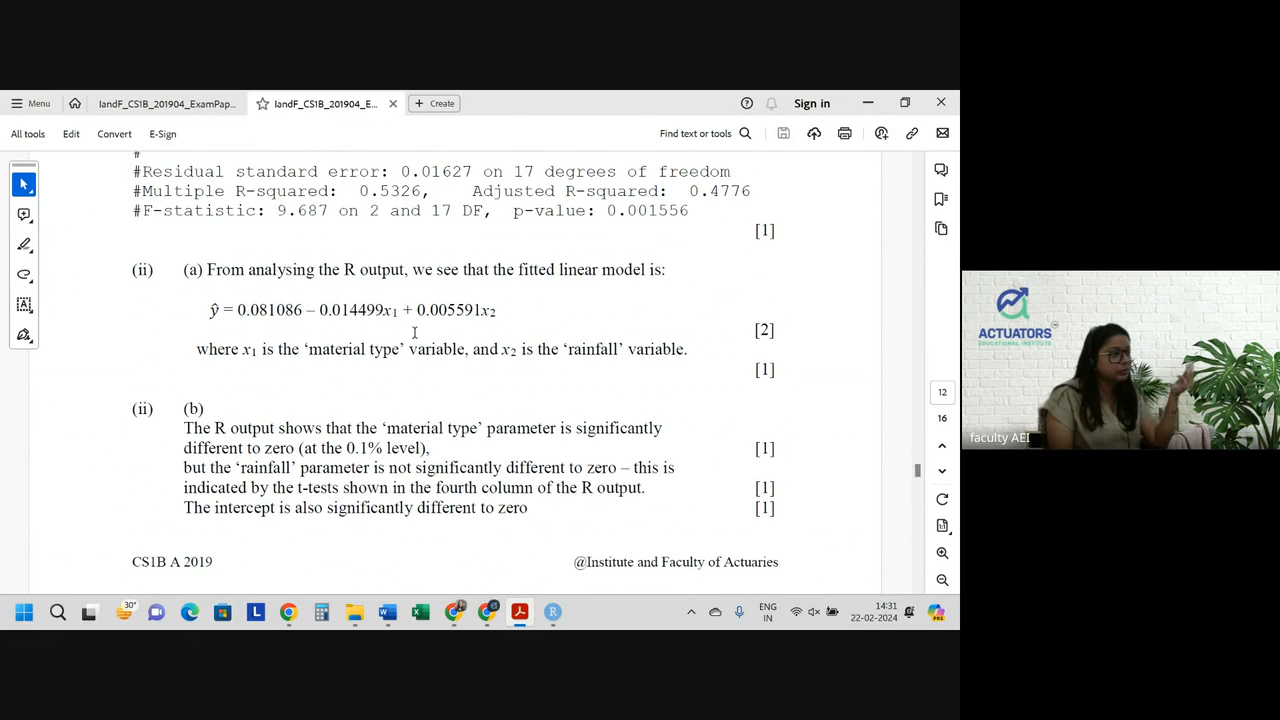 Menu
IandF_CS1B_201904_ExamPap...
IandF_CS1B_201904_E...
Create
Sign in
All tools
Edit
Convert
E-Sign
Find text or tools
#
#Residual standard error: 0.01627 on 17 degrees of freedom
#Multiple R-squared: 0.5326, Adjusted R-squared: 0.4776
#F-statistic: 9.687 on 2 and 17 DF, p-value: 0.001556
[1]
(ii) (a) From analysing the R output, we see that the fitted linear model is:
ŷ = 0.081086 – 0.014499x₁ + 0.005591x₂
[2]
where x₁ is the ‘material type’ variable, and x₂ is the ‘rainfall’ variable.
[1]
(ii) (b)
The R output shows that the ‘material type’ parameter is significantly
different to zero (at the 0.1% level), [1]
but the ‘rainfall’ parameter is not significantly different to zero – this is
indicated by the t-tests shown in the fourth column of the R output. [1]
The intercept is also significantly different to zero [1]
CS1B A 2019 @Institute and Faculty of Actuaries
12
16
ACTUATORS
EDUCATIONAL INSTITUTE
TM
faculty AEI
30°
ENG
IN
14:31
22-02-2024